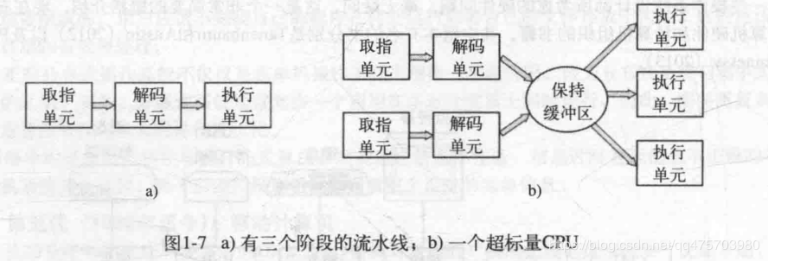 取指单元
解码单元
执行单元
a)
取指单元
解码单元
取指单元
解码单元
保持缓冲区
执行单元
执行单元
执行单元
b)
图1-7 a) 有三个阶段的流水线；b) 一个超标量CPU
https://blog.csdn.net/qq475703980